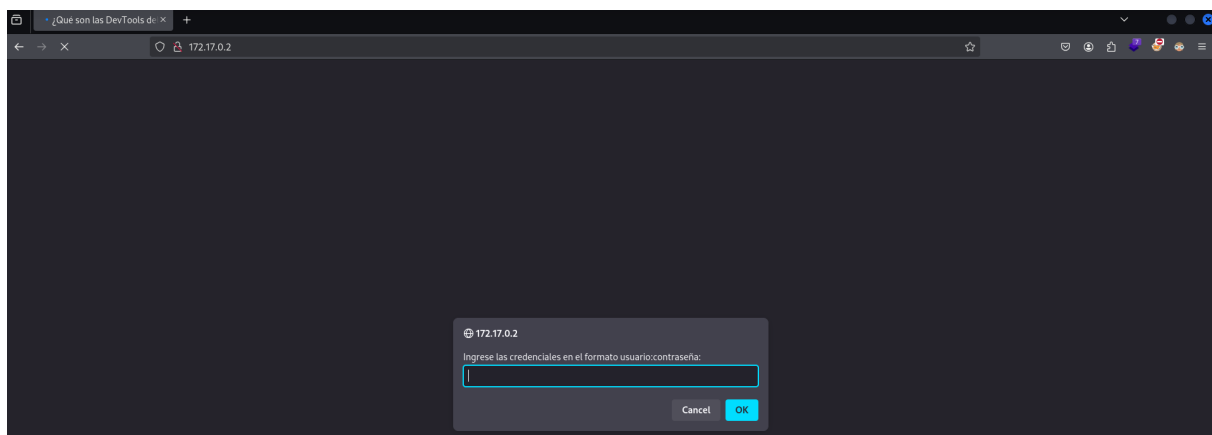 ¿Qué son las DevTools de
172.17.0.2
172.17.0.2
Ingrese las credenciales en el formato usuario:contraseña:
Cancel
OK